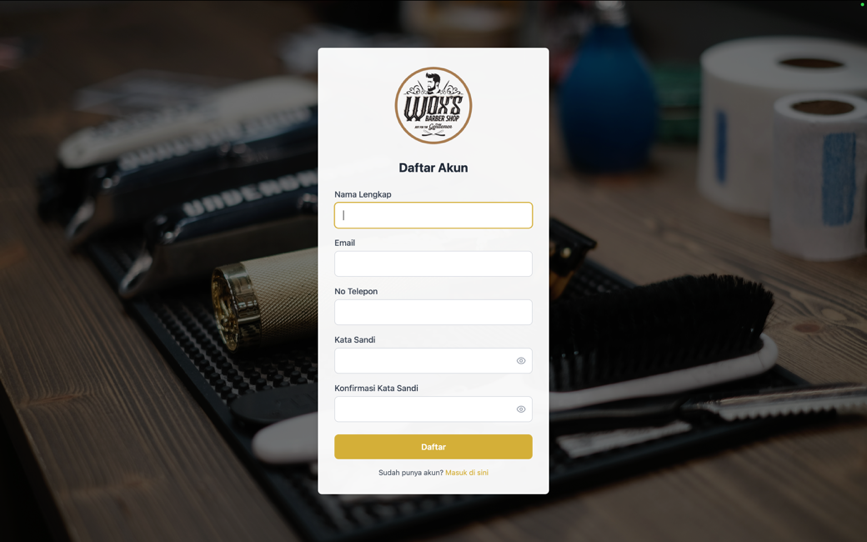 WOX'S
BARBER SHOP
Gentlemen
Daftar Akun
Nama Lengkap
Email
No Telepon
Kata Sandi
Konfirmasi Kata Sandi
Daftar
Sudah punya akun? Masuk di sini